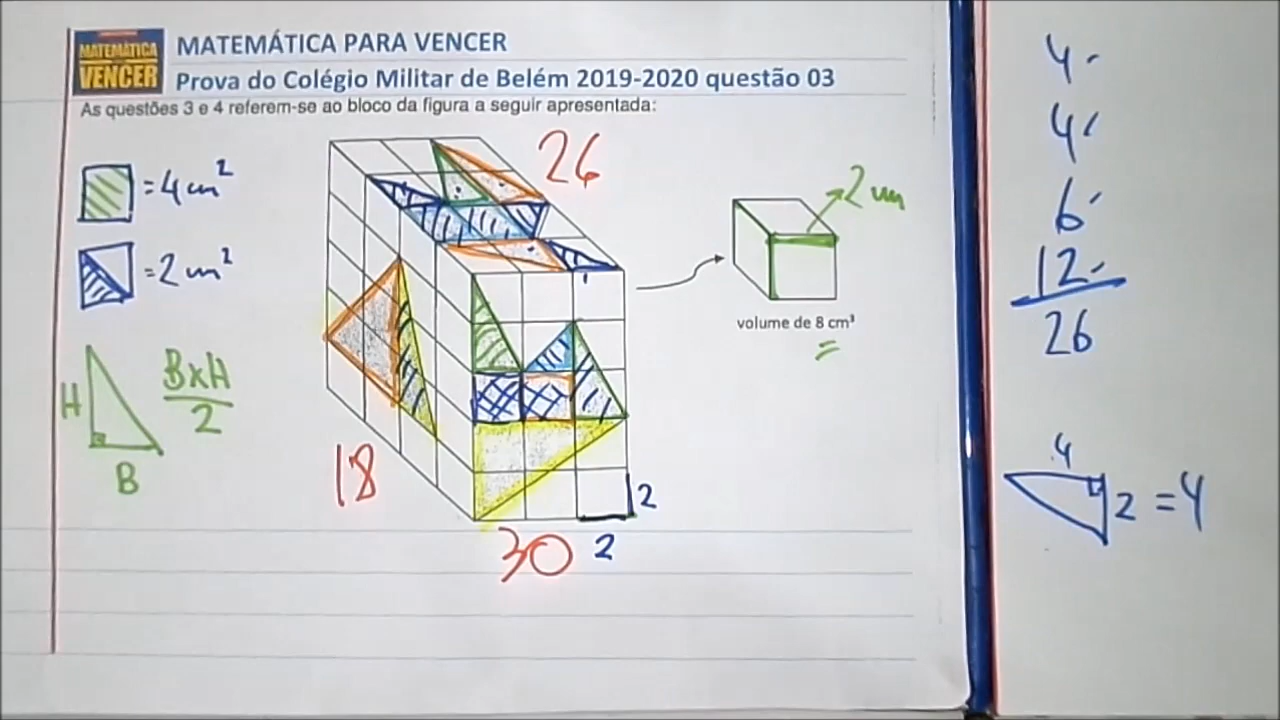 MATEMÁTICA
VENCER
MATEMÁTICA PARA VENCER
Prova do Colégio Militar de Belém 2019-2020 questão 03
As questões 3 e 4 referem-se ao bloco da figura a seguir apresentada:
26
= 4 cm²
= 2 cm²
2 cm
volume de 8 cm³
H
B
BxH
2
18
30
2
2
4
4
6
12
26
4
2 = 4